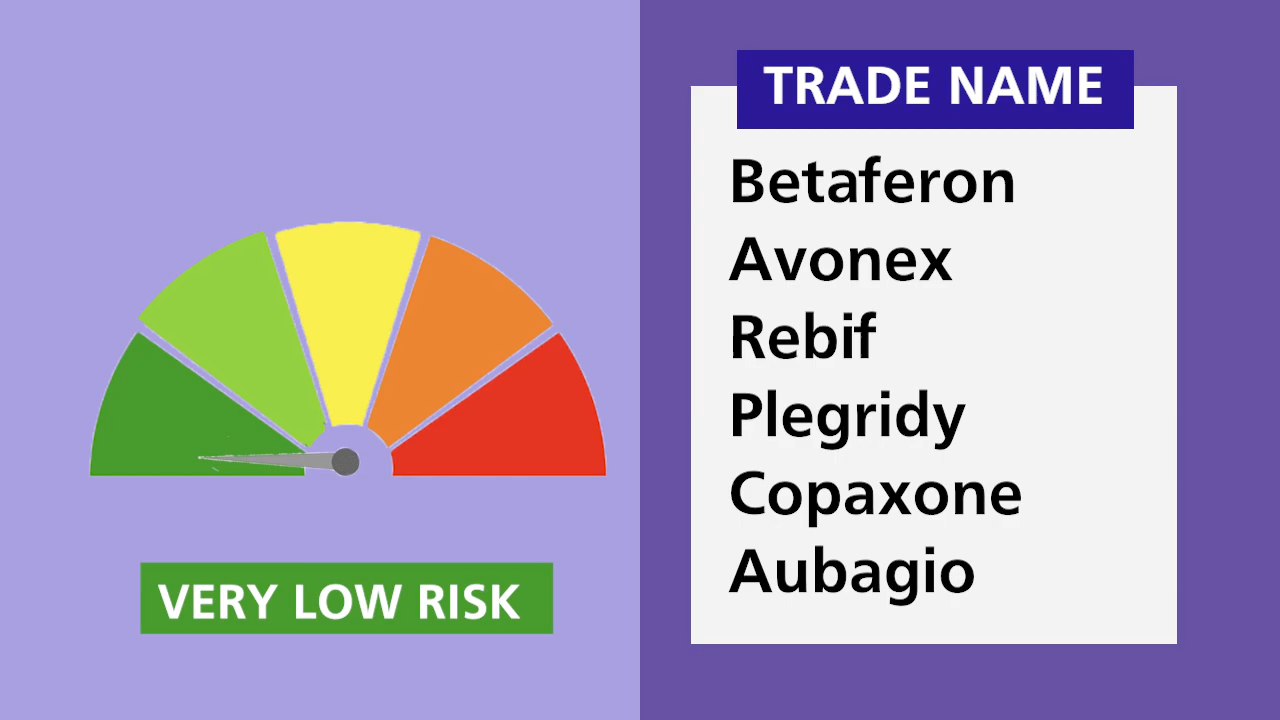 TRADE NAME
Betaferon
Avonex
Rebif
Plegridy
Copaxone
Aubagio
VERY LOW RISK